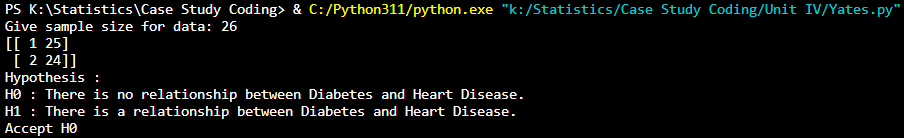 PS K:\Statistics\Case Study Coding> & C:/Python311/python.exe "k:/Statistics/Case Study Coding/Unit IV/Yates.py"
Give sample size for data: 26
[[ 1 25]
 [ 2 24]]
Hypothesis :
H0 : There is no relationship between Diabetes and Heart Disease.
H1 : There is a relationship between Diabetes and Heart Disease.
Accept H0